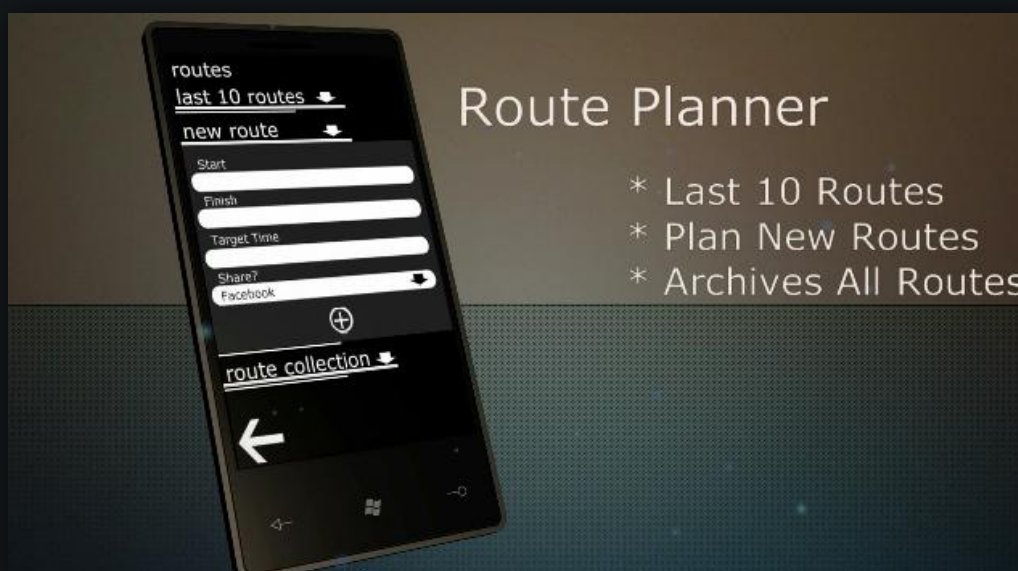 routes
last 10 routes
new route
Start
Finish
Target Time
Share?
Facebook
route collection
Route Planner
* Last 10 Routes
* Plan New Routes
* Archives All Routes